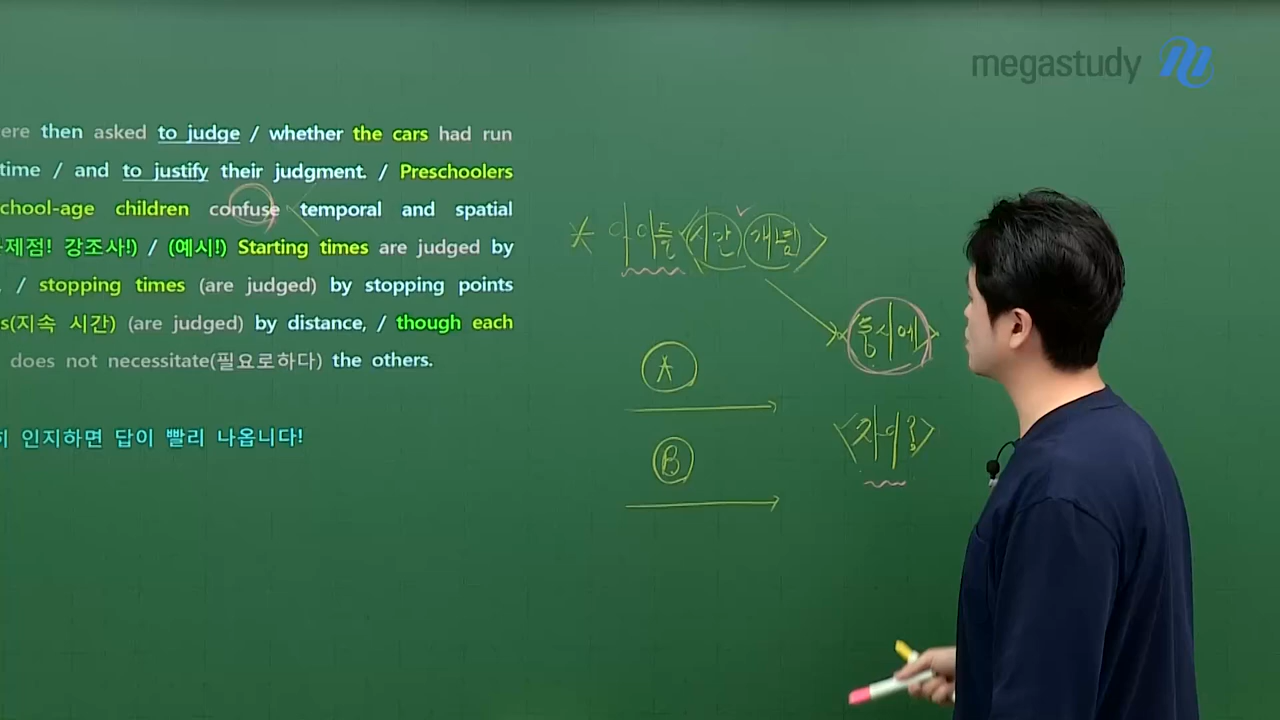 megastudy
ere then asked to judge / whether the cars had run
time / and to justify their judgment. / Preschoolers
chool-age children confuse temporal and spatial
제점! 강조사!) / (예시!) Starting times are judged by
. / stopping times (are judged) by stopping points
s(지속 시간) (are judged) by distance, / though each
does not necessitate(필요로하다) the others.
히 인지하면 답이 빨리 나옵니다!
* 아이들 <시간 개념>
<동시에>
A
<차이점>
B